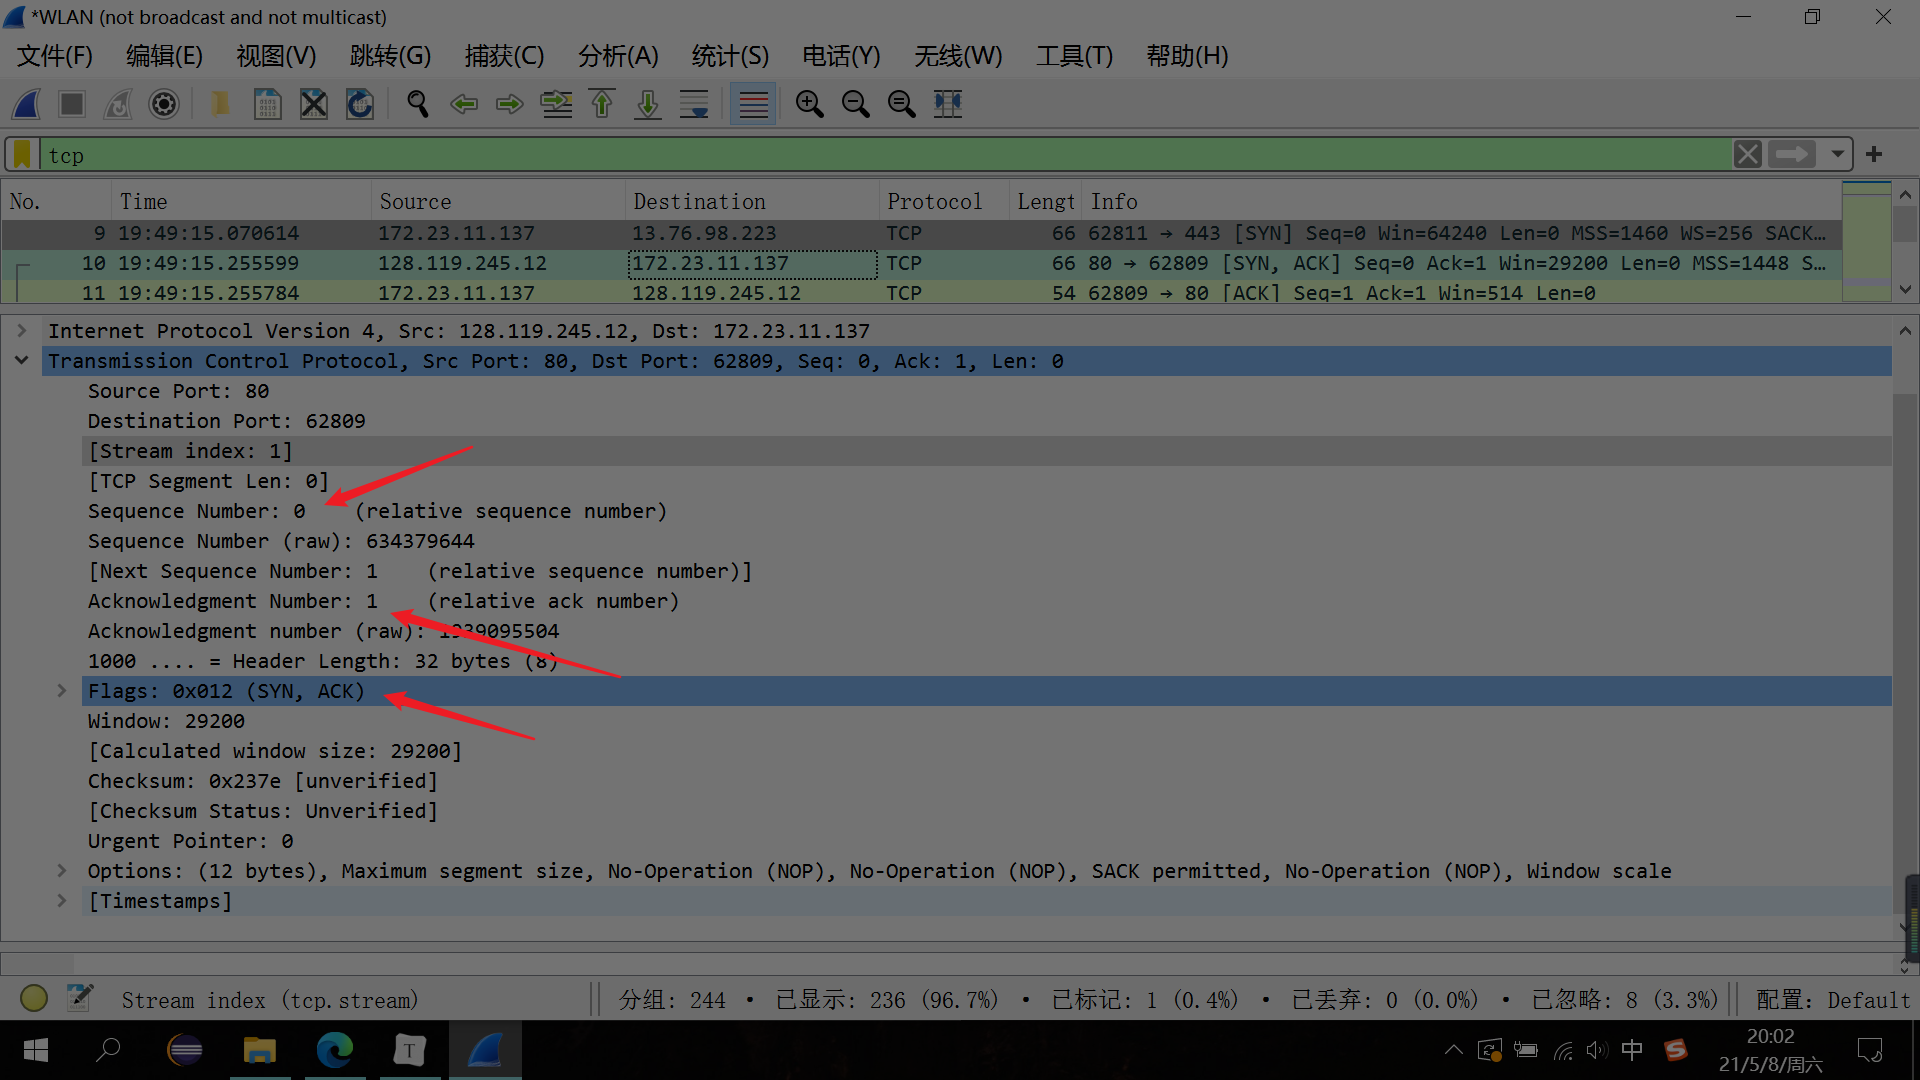 *WLAN (not broadcast and not multicast)
文件(F) 编辑(E) 视图(V) 跳转(G) 捕获(C) 分析(A) 统计(S) 电话(Y) 无线(W) 工具(T) 帮助(H)
tcp
No. Time Source Destination Protocol Lengt Info
9 19:49:15.070614 172.23.11.137 13.76.98.223 TCP 66 62811 → 443 [SYN] Seq=0 Win=64240 Len=0 MSS=1460 WS=256 SACK…
10 19:49:15.255599 128.119.245.12 172.23.11.137 TCP 66 80 → 62809 [SYN, ACK] Seq=0 Ack=1 Win=29200 Len=0 MSS=1448 S…
11 19:49:15.255784 172.23.11.137 128.119.245.12 TCP 54 62809 → 80 [ACK] Seq=1 Ack=1 Win=514 Len=0
Internet Protocol Version 4, Src: 128.119.245.12, Dst: 172.23.11.137
Transmission Control Protocol, Src Port: 80, Dst Port: 62809, Seq: 0, Ack: 1, Len: 0
Source Port: 80
Destination Port: 62809
[Stream index: 1]
[TCP Segment Len: 0]
Sequence Number: 0 (relative sequence number)
Sequence Number (raw): 634379644
[Next Sequence Number: 1 (relative sequence number)]
Acknowledgment Number: 1 (relative ack number)
Acknowledgment number (raw): 1939095504
1000 .... = Header Length: 32 bytes (8)
Flags: 0x012 (SYN, ACK)
Window: 29200
[Calculated window size: 29200]
Checksum: 0x237e [unverified]
[Checksum Status: Unverified]
Urgent Pointer: 0
Options: (12 bytes), Maximum segment size, No-Operation (NOP), No-Operation (NOP), SACK permitted, No-Operation (NOP), Window scale
[Timestamps]
Stream index (tcp.stream) 分组: 244 · 已显示: 236 (96.7%) · 已标记: 1 (0.4%) · 已丢弃: 0 (0.0%) · 已忽略: 8 (3.3%) 配置: Default
T 中 S 20:02
21/5/8/周六